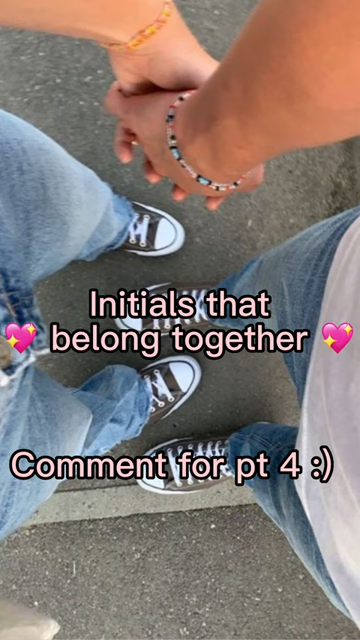 Initials that
💖 belong together 💖
Comment for pt 4 :)